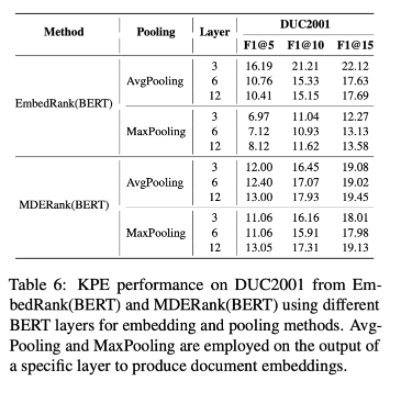 Method Pooling Layer DUC2001
F1@5 F1@10 F1@15
EmbedRank(BERT) AvgPooling 3 16.19 21.21 22.12
6 10.76 15.33 17.63
12 10.41 15.15 17.69
MaxPooling 3 6.97 11.04 12.27
6 7.12 10.93 13.13
12 8.12 11.62 13.58
MDERank(BERT) AvgPooling 3 12.00 16.45 19.08
6 12.40 17.07 19.02
12 13.00 17.93 19.45
MaxPooling 3 11.06 16.16 18.01
6 11.06 15.91 17.98
12 13.05 17.31 19.13
Table 6: KPE performance on DUC2001 from Em-
bedRank(BERT) and MDERank(BERT) using different
BERT layers for embedding and pooling methods. Avg-
Pooling and MaxPooling are employed on the output of
a specific layer to produce document embeddings.